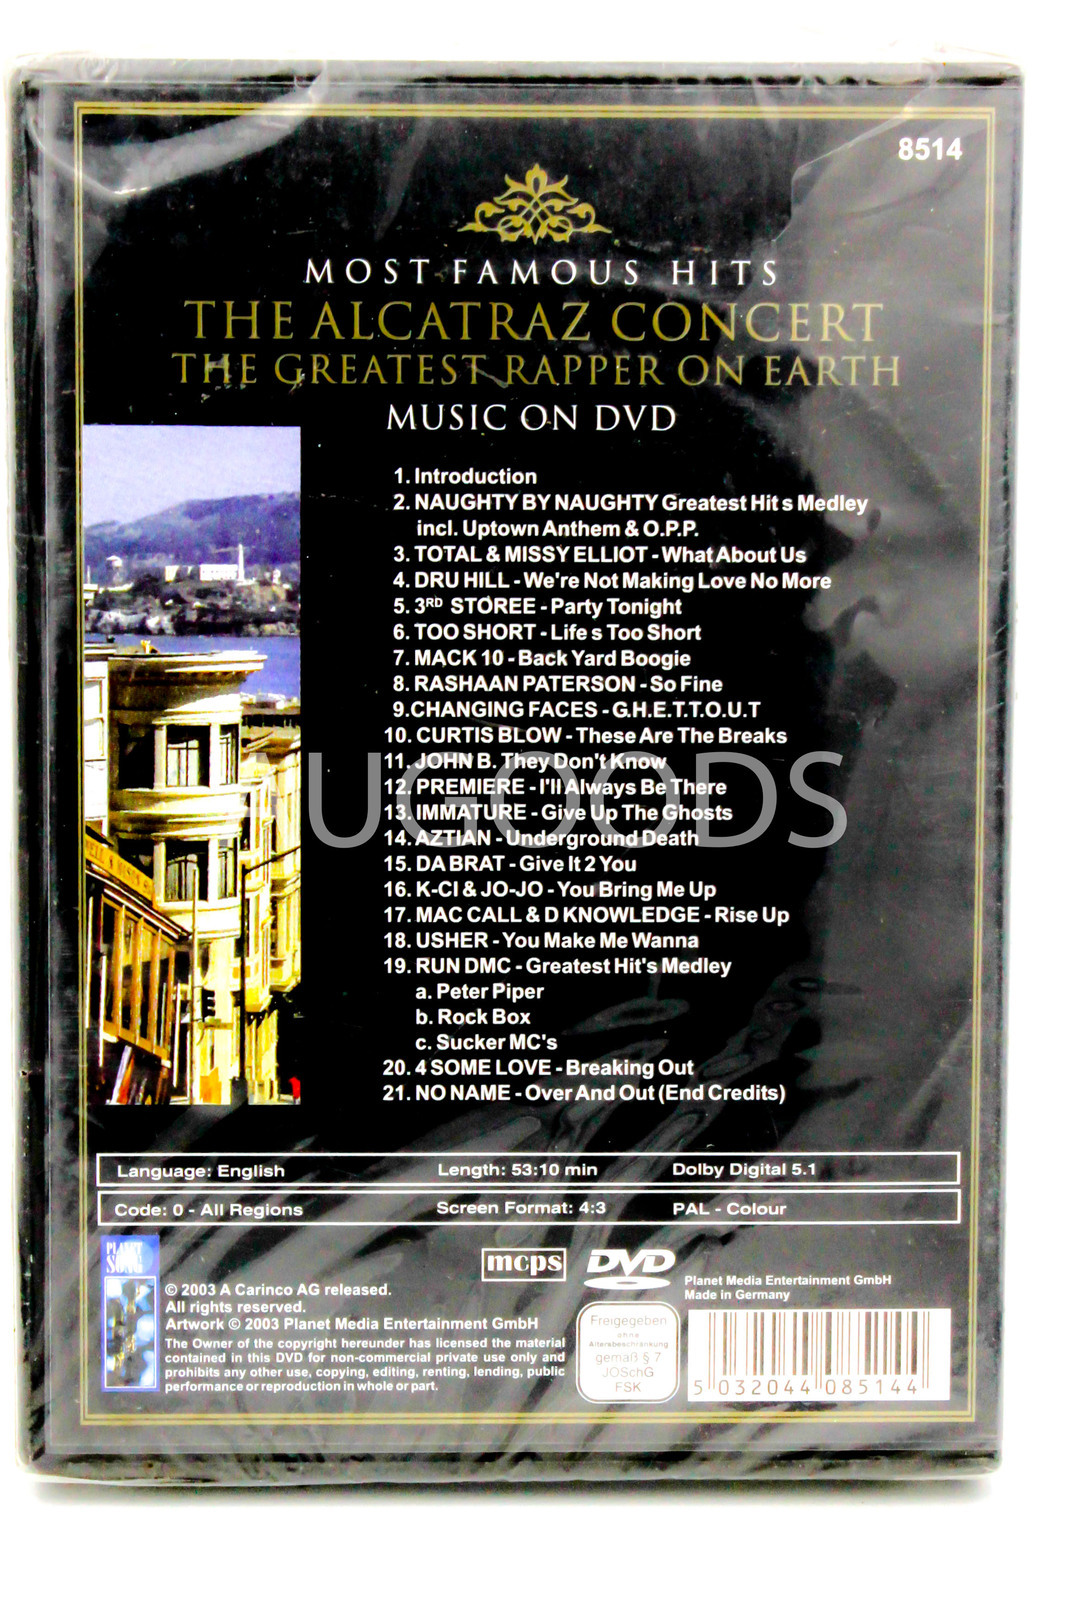 8514
MOST FAMOUS HITS
THE ALCATRAZ CONCERT
THE GREATEST RAPPER ON EARTH
MUSIC ON DVD
1. Introduction
2. NAUGHTY BY NAUGHTY Greatest Hit s Medley
incl. Uptown Anthem & O.P.P.
3. TOTAL & MISSY ELLIOT - What About Us
4. DRU HILL - We're Not Making Love No More
5. 3RD STOREE - Party Tonight
6. TOO SHORT - Life s Too Short
7. MACK 10 - Back Yard Boogie
8. RASHAAN PATERSON - So Fine
9.CHANGING FACES - G.H.E.T.T.O.U.T
10. CURTIS BLOW - These Are The Breaks
11. JOHN B. They Don't Know
12. PREMIERE - I'll Always Be There
13. IMMATURE - Give Up The Ghosts
14. AZTIAN - Underground Death
15. DA BRAT - Give It 2 You
16. K-CI & JO-JO - You Bring Me Up
17. MAC CALL & D KNOWLEDGE - Rise Up
18. USHER - You Make Me Wanna
19. RUN DMC - Greatest Hit's Medley
a. Peter Piper
b. Rock Box
c. Sucker MC's
20. 4 SOME LOVE - Breaking Out
21. NO NAME - Over And Out (End Credits)
Language: English Length: 53:10 min Dolby Digital 5.1
Code: 0 - All Regions Screen Format: 4:3 PAL - Colour
PLANET
SONG
mcps
DVD
Planet Media Entertainment GmbH
Made in Germany
© 2003 A Carinco AG released.
All rights reserved.
Artwork © 2003 Planet Media Entertainment GmbH
The Owner of the copyright hereunder has licensed the material
contained in this DVD for non-commercial private use only and
prohibits any other use, copying, editing, renting, lending, public
performance or reproduction in whole or part.
Freigegeben
ohne
Altersbeschränkung
gemäß § 7
JÖSchG
FSK
5 032044 085144